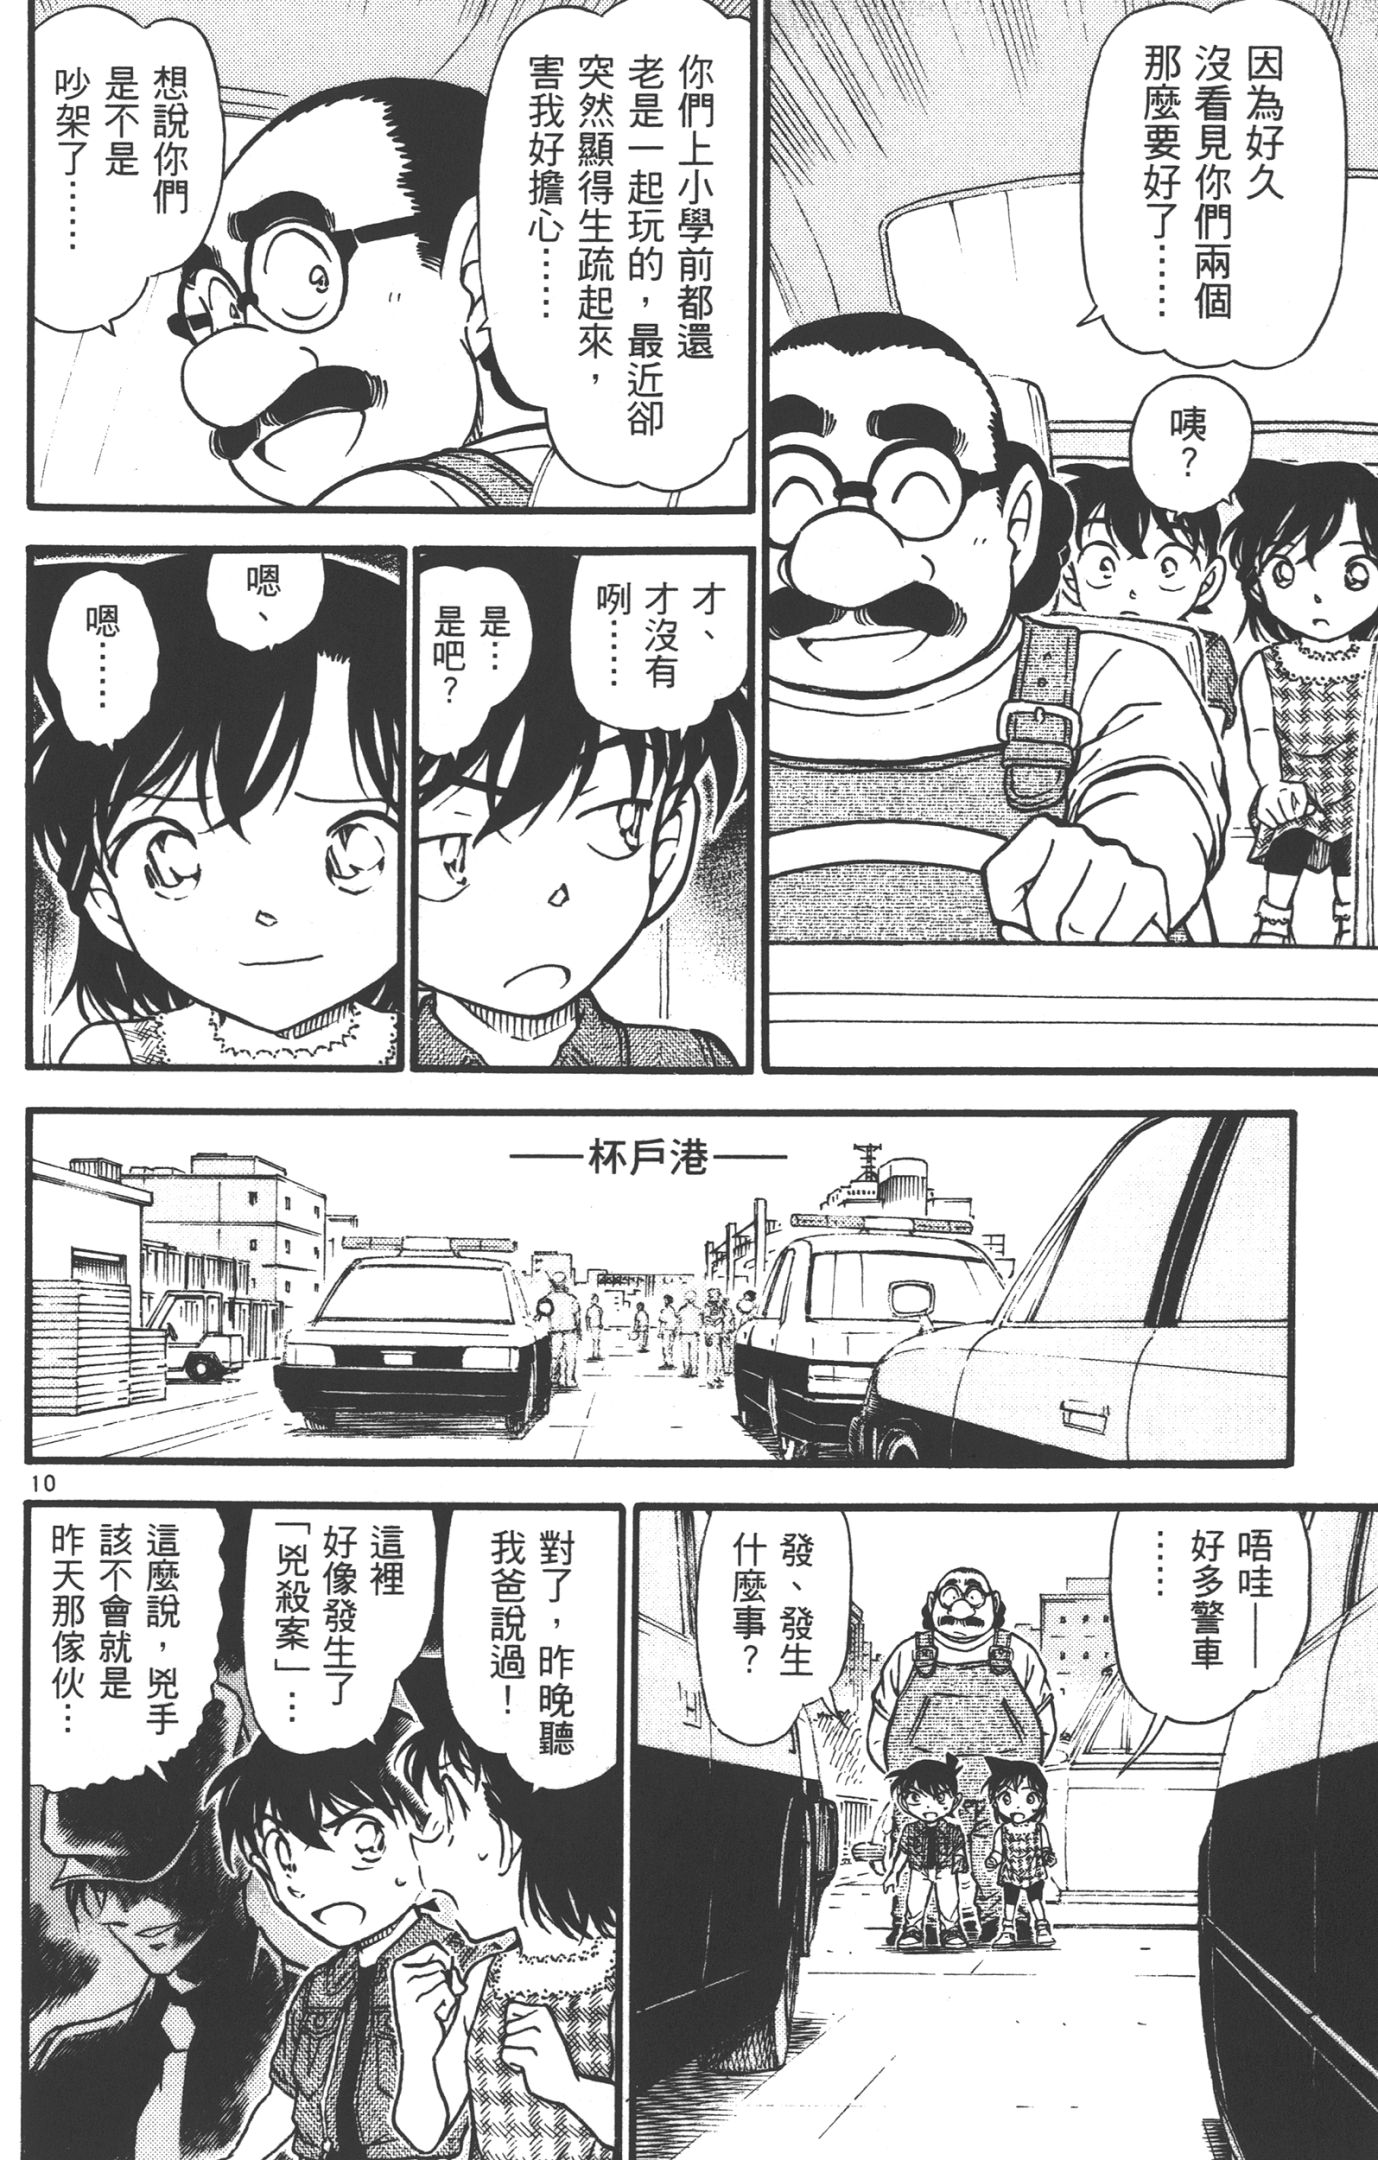 因為好久
沒看見你們兩個
那麼要好了……
咦？
你們上小學前都還
老是一起玩的，最近卻
突然顯得生疏起來，
害我好擔心……
想說你們
是不是
吵架了……
才、
才沒有
咧……
是…
是吧？
嗯、
嗯……
——杯戶港——
唔哇——
好多警車
……
發、發生
什麼事？
對了，昨晚聽
我爸說過！
這裡
好像發生了
「兇殺案」…
這麼說，兇手
該不會就是
昨天那傢伙…
10